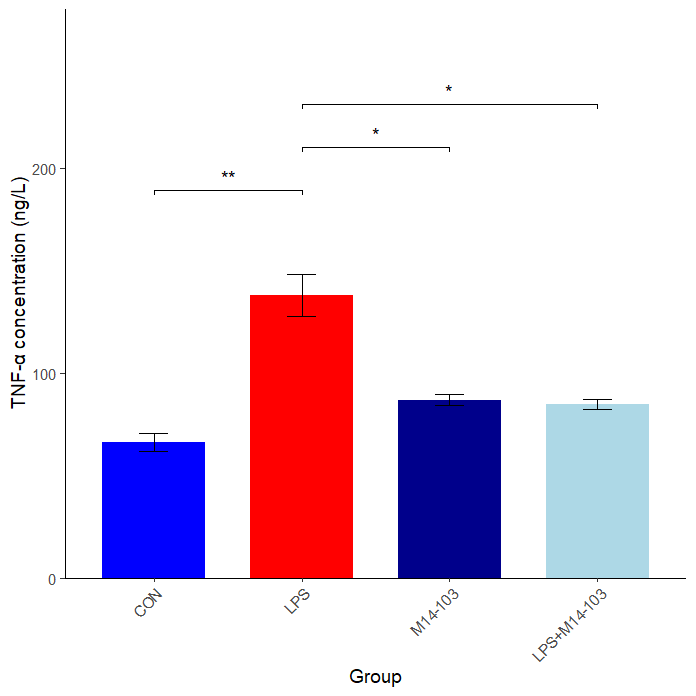 *
*
**
200
100
0
TNF-α concentration (ng/L)
CON
LPS
M14-103
LPS+M14-103
Group